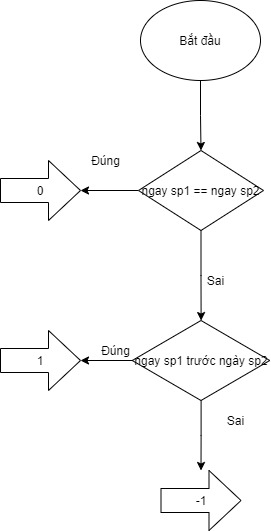 Bắt đầu
Đúng
0
ngay sp1 == ngay sp2
Sai
Đúng
1
ngay sp1 trước ngày sp2
Sai
-1